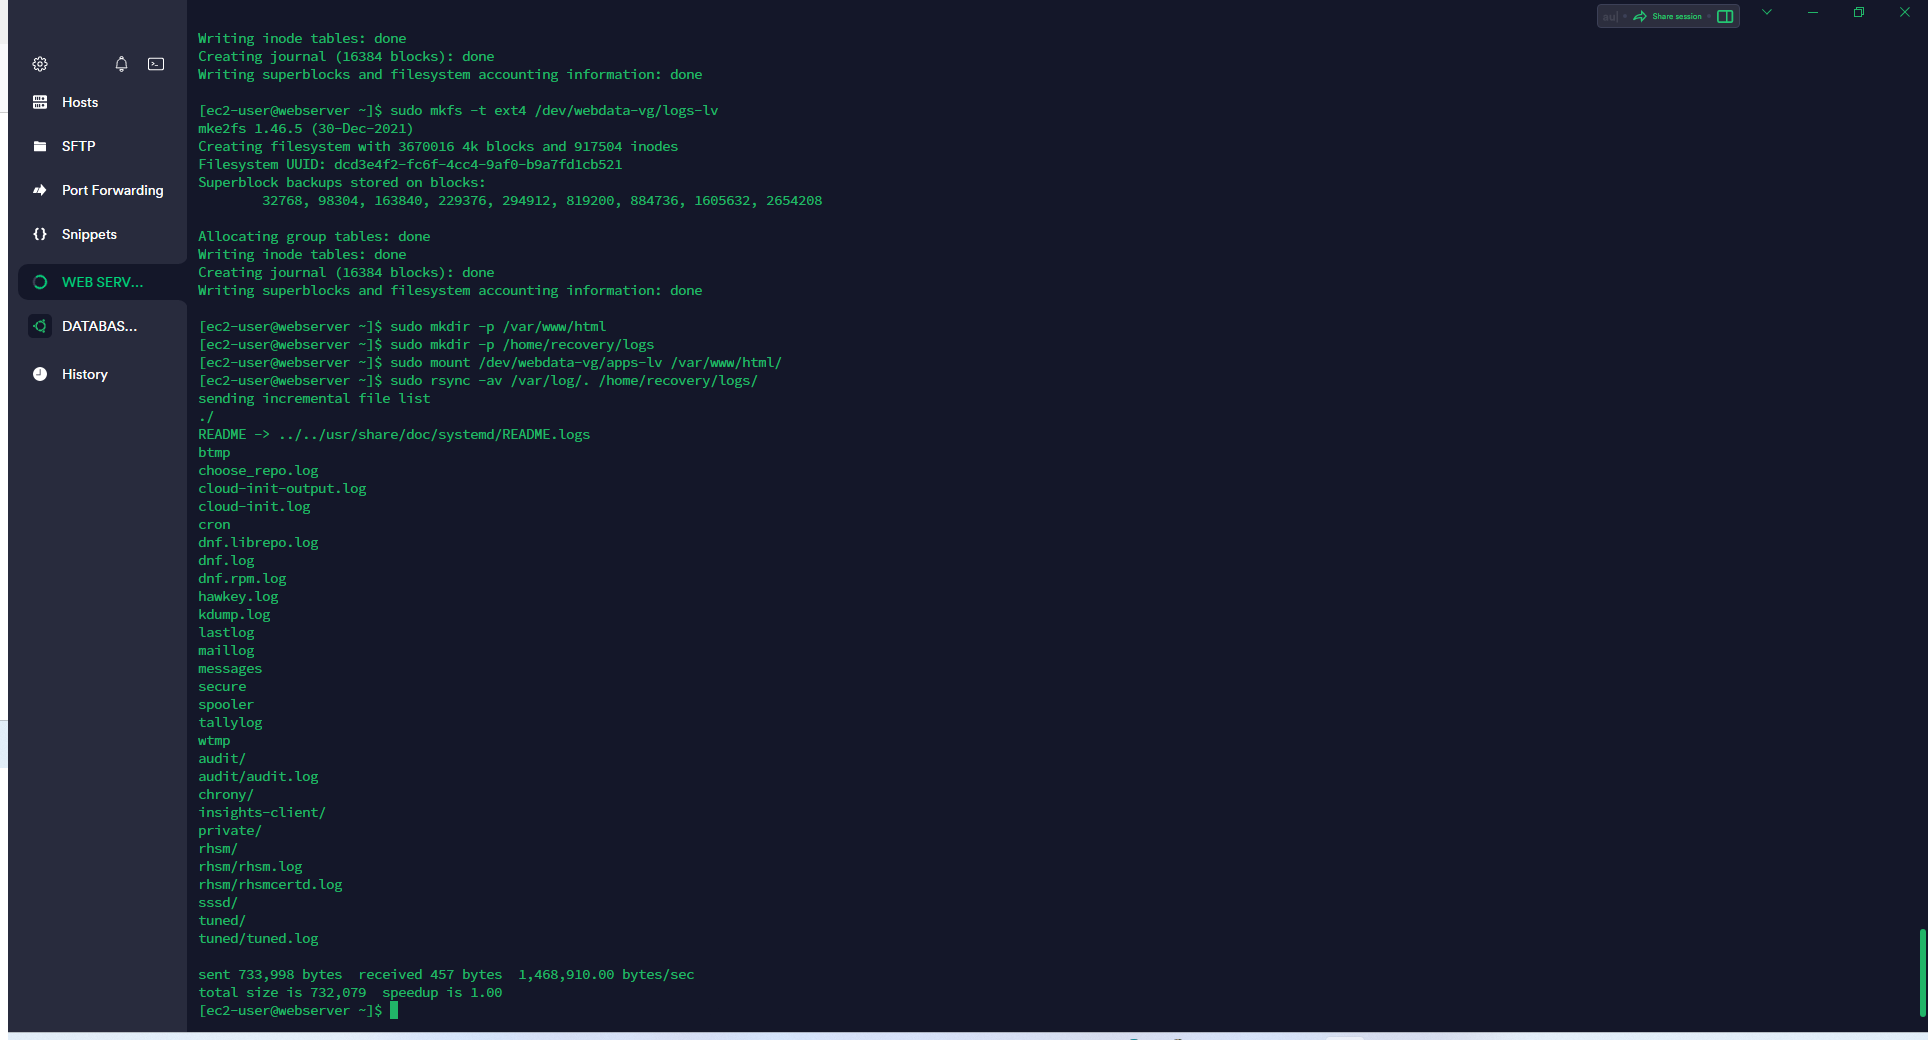 Share session
Hosts
SFTP
Port Forwarding
Snippets
WEB SERV...
DATABAS...
History
Writing inode tables: done
Creating journal (16384 blocks): done
Writing superblocks and filesystem accounting information: done
[ec2-user@webserver ~]$ sudo mkfs -t ext4 /dev/webdata-vg/logs-lv
mke2fs 1.46.5 (30-Dec-2021)
Creating filesystem with 3670016 4k blocks and 917504 inodes
Filesystem UUID: dcd3e4f2-fc6f-4cc4-9af0-b9a7fd1cb521
Superblock backups stored on blocks:
32768, 98304, 163840, 229376, 294912, 819200, 884736, 1605632, 2654208
Allocating group tables: done
Writing inode tables: done
Creating journal (16384 blocks): done
Writing superblocks and filesystem accounting information: done
[ec2-user@webserver ~]$ sudo mkdir -p /var/www/html
[ec2-user@webserver ~]$ sudo mkdir -p /home/recovery/logs
[ec2-user@webserver ~]$ sudo mount /dev/webdata-vg/apps-lv /var/www/html/
[ec2-user@webserver ~]$ sudo rsync -av /var/log/. /home/recovery/logs/
sending incremental file list
./
README -> ../../usr/share/doc/systemd/README.logs
btmp
choose_repo.log
cloud-init-output.log
cloud-init.log
cron
dnf.librepo.log
dnf.log
dnf.rpm.log
hawkey.log
kdump.log
lastlog
maillog
messages
secure
spooler
tallylog
wtmp
audit/
audit/audit.log
chrony/
insights-client/
private/
rhsm/
rhsm/rhsm.log
rhsm/rhsmcertd.log
sssd/
tuned/
tuned/tuned.log
sent 733,998 bytes  received 457 bytes  1,468,910.00 bytes/sec
total size is 732,079  speedup is 1.00
[ec2-user@webserver ~]$